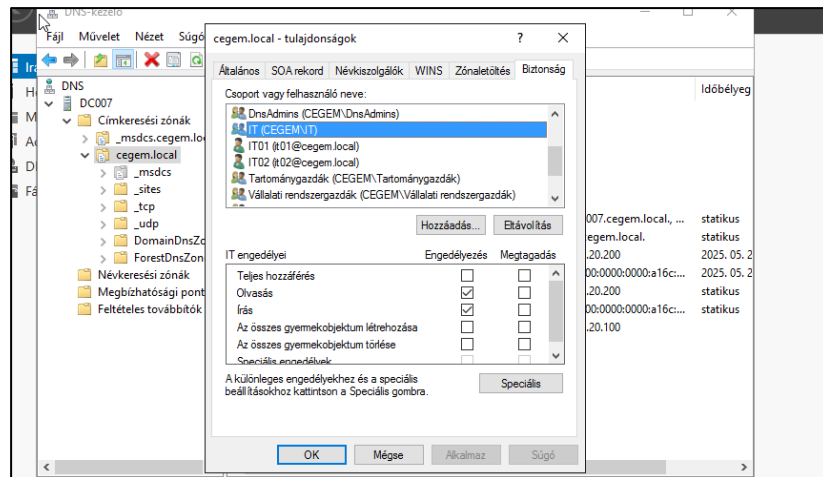 DNS-kezelő
Fájl Művelet Nézet Súgó
DNS
DC007
Címkeresési zónák
_msdcs.cegem.lo
cegem.local
_msdcs
_sites
_tcp
_udp
DomainDnsZo
ForestDnsZon
Névkeresési zónák
Megbízhatósági pont
Feltételes továbbítók
cegem.local - tulajdonságok ? X
Általános SOA rekord Névkiszolgálók WINS Zónaletöltés Biztonság
Csoport vagy felhasználó neve:
DnsAdmins (CEGEM\DnsAdmins)
IT (CEGEM\IT)
IT01 (it01@cegem.local)
IT02 (it02@cegem.local)
Tartománygazdák (CEGEM\Tartománygazdák)
Vállalati rendszergazdák (CEGEM\Vállalati rendszergazdák)
Hozzáadás... Eltávolítás
IT engedélyei Engedélyezés Megtagadás
Teljes hozzáférés
Olvasás
Írás
Az összes gyermekobjektum létrehozása
Az összes gyermekobjektum törlése
Speciális engedélyek
A különleges engedélyekhez és a speciális
beállításokhoz kattintson a Speciális gombra.
Speciális
OK Mégse Alkalmaz Súgó
Időbélyeg
007.cegem.local., ... statikus
egem.local. statikus
.20.200 2025. 05. 2
00:0000:0000:a16c:... 2025. 05. 2
.20.200 statikus
00:0000:0000:a16c:... statikus
.20.100